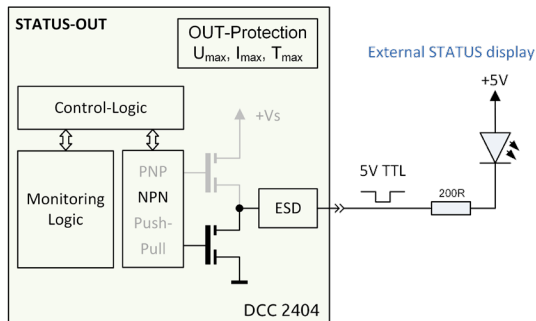 STATUS-OUT
OUT-Protection
Umax, Imax, Tmax
External STATUS display
+5V
Control-Logic
+Vs
Monitoring
Logic
PNP
NPN
Push-
Pull
ESD
5V TTL
200R
DCC 2404